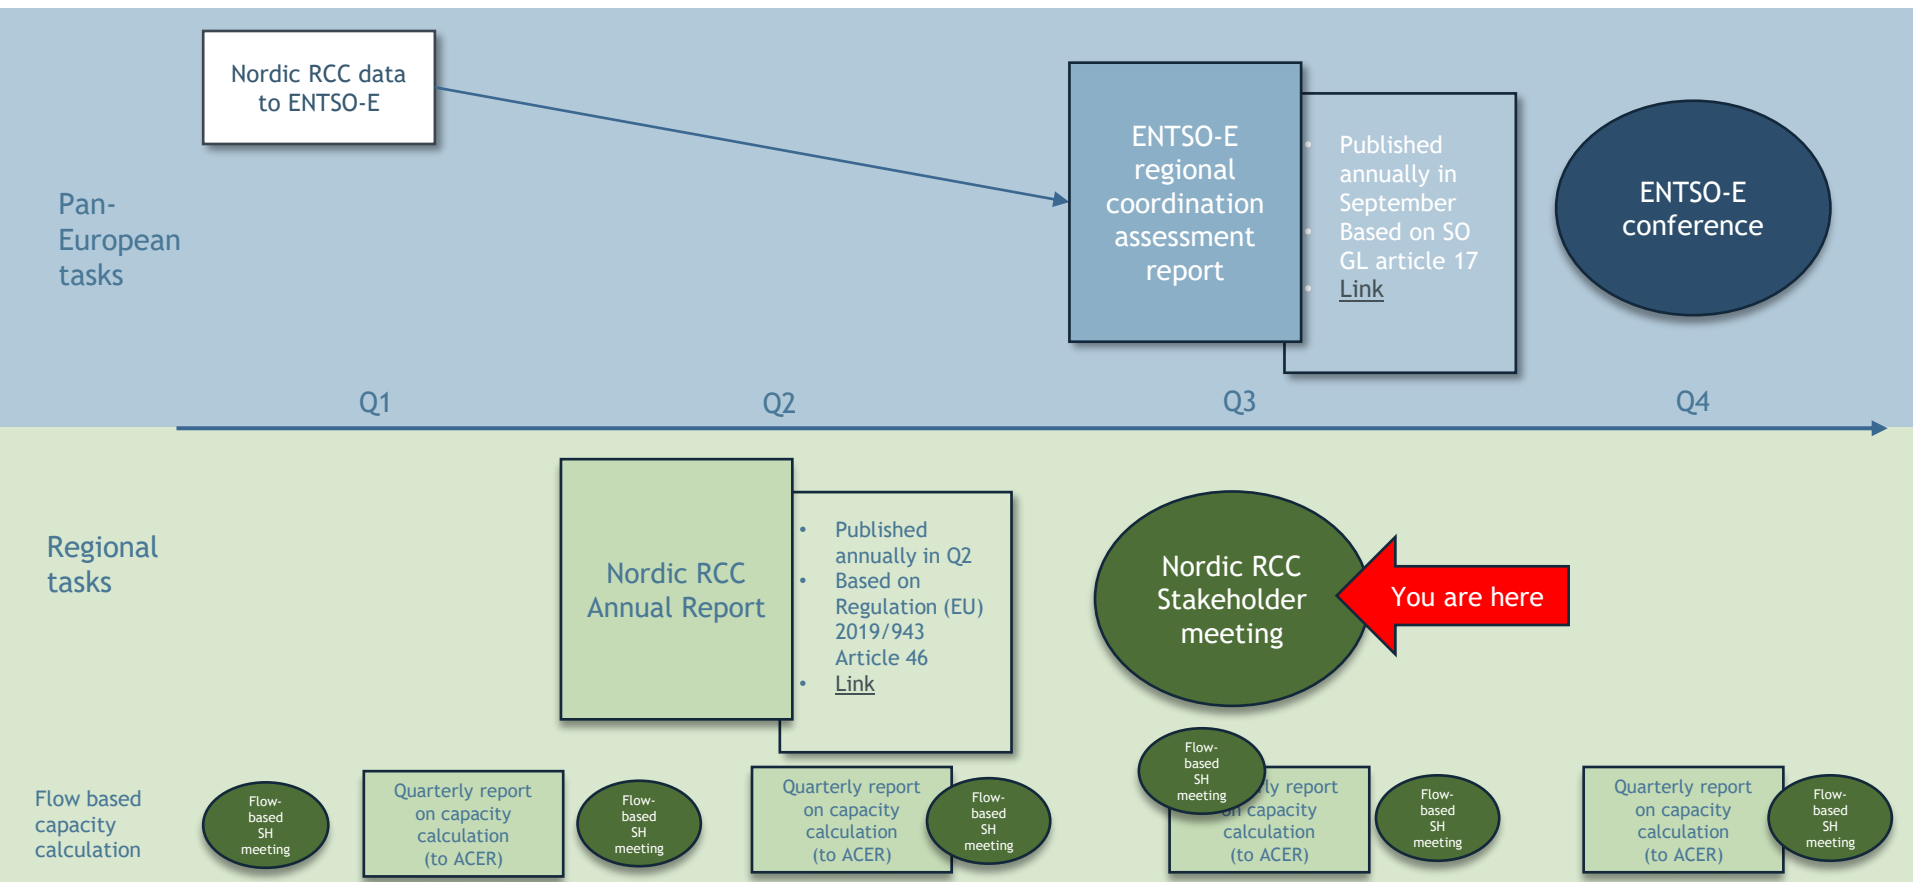 Nordic RCC data
to ENTSO-E
ENTSO-E
regional
coordination
assessment
report
• Published
annually in
September
• Based on SO
GL article 17
• Link
ENTSO-E
conference
Pan-
European
tasks
Q1
Q2
Q3
Q4
Regional
tasks
Nordic RCC
Annual Report
• Published
annually in Q2
• Based on
Regulation (EU)
2019/943
Article 46
• Link
Nordic RCC
Stakeholder
meeting
You are here
Flow based
capacity
calculation
Flow-
based
SH
meeting
Quarterly report
on capacity
calculation
(to ACER)
Flow-
based
SH
meeting
Quarterly report
on capacity
calculation
(to ACER)
Flow-
based
SH
meeting
Flow-
based
SH
meeting
report
capacity
calculation
(to ACER)
Flow-
based
SH
meeting
Quarterly report
on capacity
calculation
(to ACER)
Flow-
based
SH
meeting